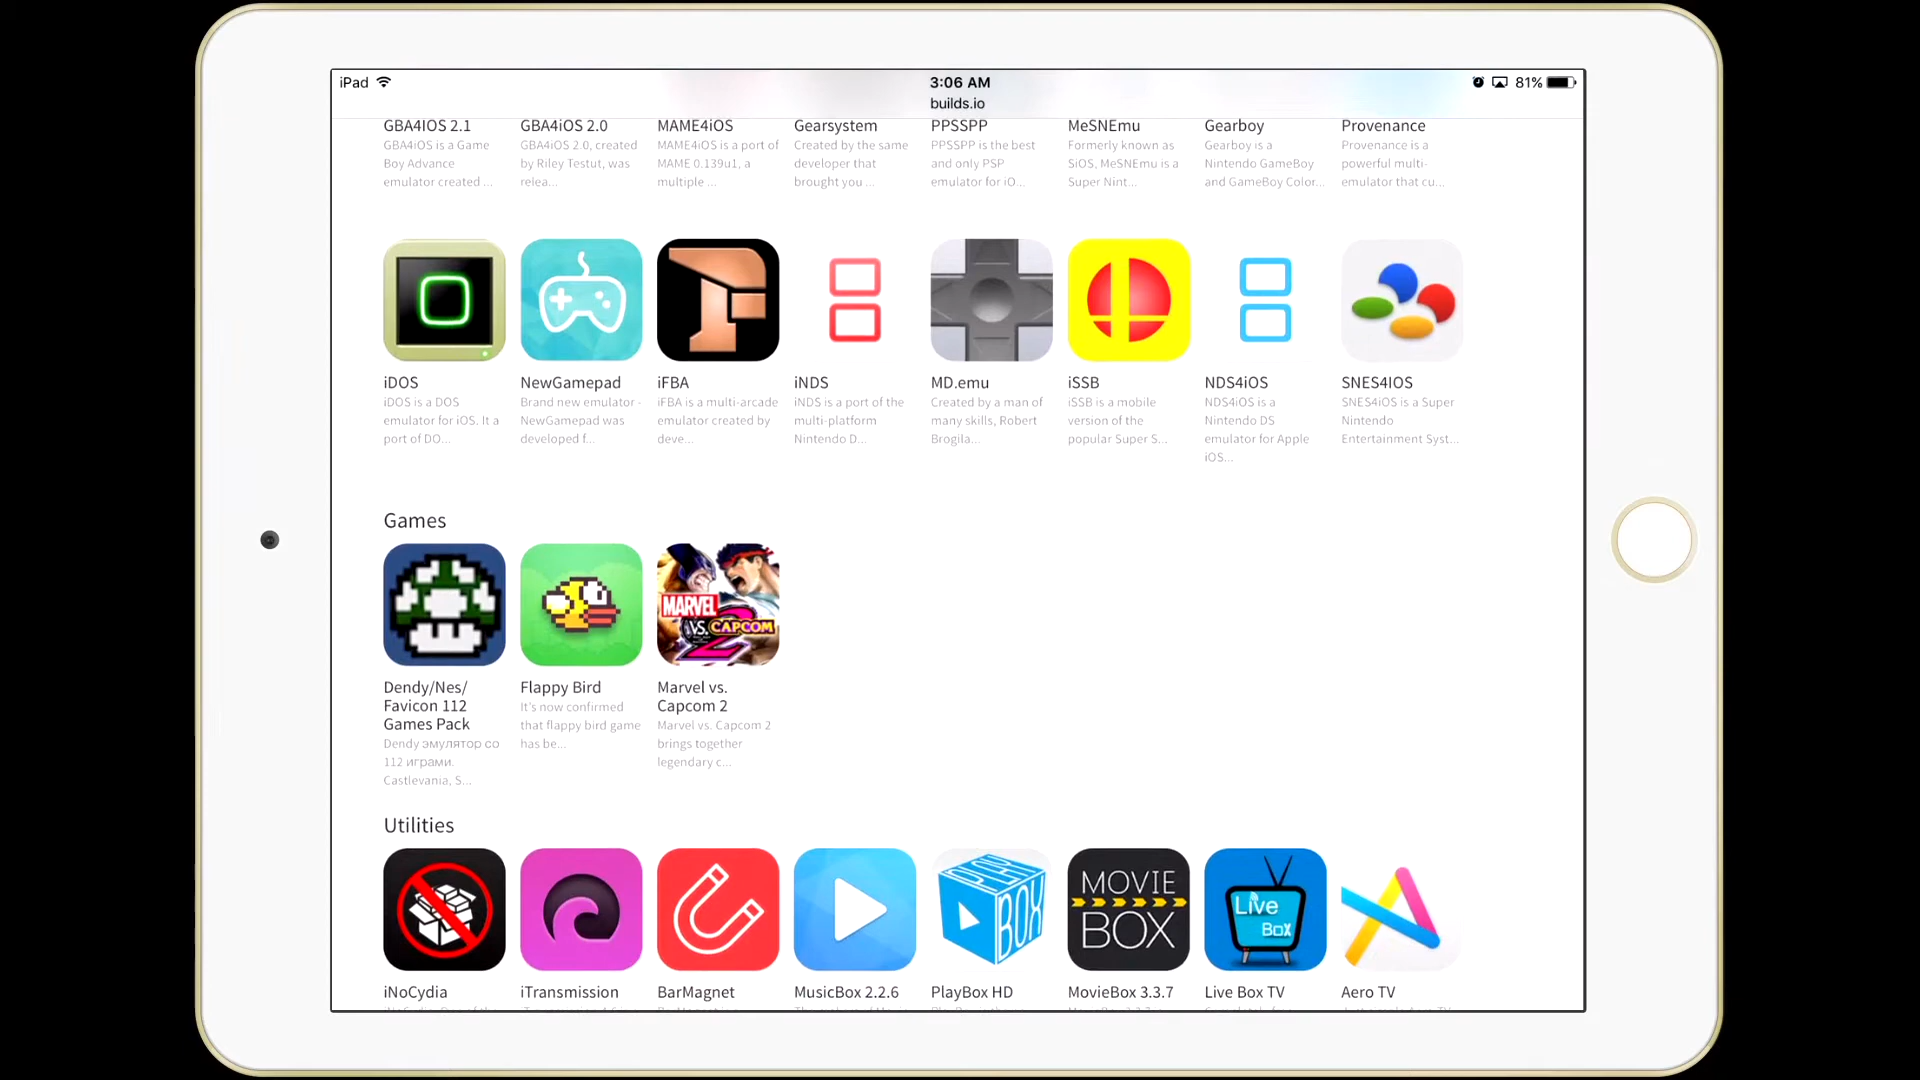 iPad
3:06 AM
81%
builds.io
GBA4IOS 2.1
GBA4iOS is a Game
Boy Advance
emulator created ...
GBA4iOS 2.0
GBA4iOS 2.0, created
by Riley Testut, was
relea...
MAME4iOS
MAME4iOS is a port of
MAME 0.139u1, a
multiple ...
Gearsystem
Created by the same
developer that
brought you ...
PPSSPP
PPSSPP is the best
and only PSP
emulator for iO...
MeSNEmu
Formerly known as
SiOS, MeSNEmu is a
Super Nint...
Gearboy
Gearboy is a
Nintendo GameBoy
and GameBoy Color...
Provenance
Provenance is a
powerful multi-
emulator that cu...
iDOS
iDOS is a DOS
emulator for iOS. It a
port of DO...
NewGamepad
Brand new emulator -
NewGamepad was
developed f...
iFBA
iFBA is a multi-arcade
emulator created by
deve...
iNDS
iNDS is a port of the
multi-platform
Nintendo D...
MD.emu
Created by a man of
many skills, Robert
Brogila...
iSSB
iSSB is a mobile
version of the
popular Super S...
NDS4iOS
NDS4iOS is a
Nintendo DS
emulator for Apple
iOS...
SNES4IOS
SNES4iOS is a Super
Nintendo
Entertainment Syst...
Games
MARVEL
VS. CAPCOM
2
Dendy/Nes/
Favicon 112
Games Pack
Dendy эмулятор со
112 играми.
Castlevania, S...
Flappy Bird
It's now confirmed
that flappy bird game
has be...
Marvel vs.
Capcom 2
Marvel vs. Capcom 2
brings together
legendary c...
Utilities
PLAY
BOX
MOVIE
BOX
Live
Box
iNoCydia
iTransmission
BarMagnet
MusicBox 2.2.6
PlayBox HD
MovieBox 3.3.7
Live Box TV
Aero TV